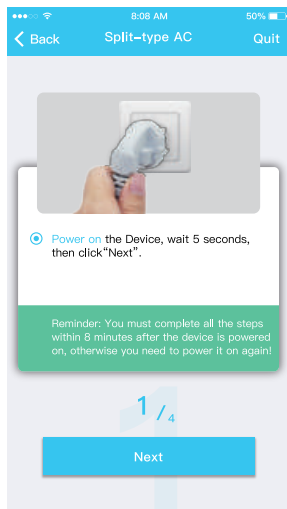 8:08 AM 50%
Back Split-type AC Quit
Power on the Device, wait 5 seconds,
then click“Next”.
Reminder: You must complete all the steps
within 8 minutes after the device is powered
on, otherwise you need to power it on again!
1/4
Next